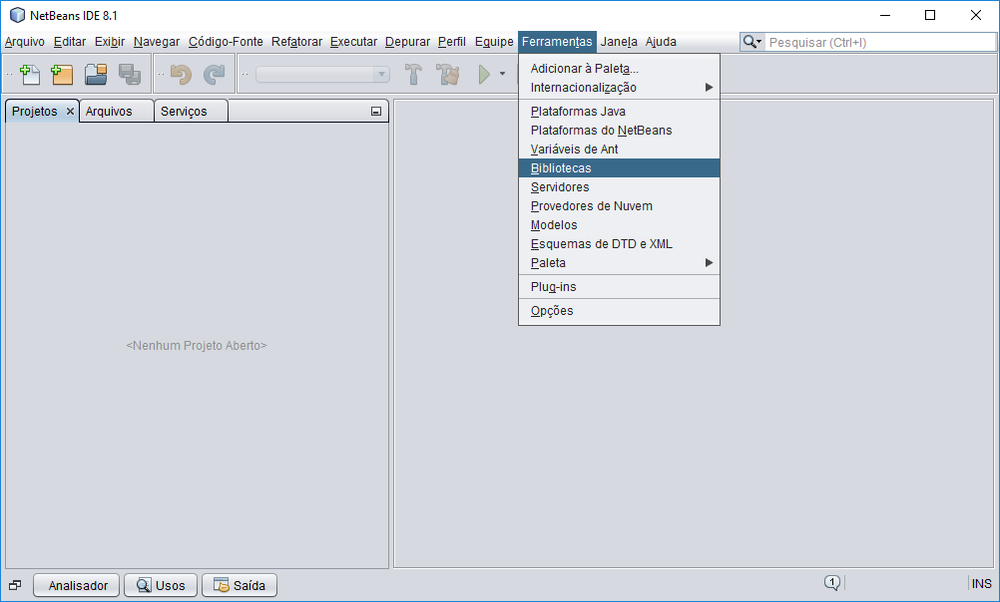 NetBeans IDE 8.1
Arquivo Editar Exibir Navegar Código-Fonte Refatorar Executar Depurar Perfil Equipe Ferramentas Janela Ajuda Pesquisar (Ctrl+I)
Adicionar à Paleta...
Internacionalização
Plataformas Java
Plataformas do NetBeans
Variáveis de Ant
Bibliotecas
Servidores
Provedores de Nuvem
Modelos
Esquemas de DTD e XML
Paleta
Plug-ins
Opções
Projetos Arquivos Serviços
<Nenhum Projeto Aberto>
Analisador Usos Saída 1 INS